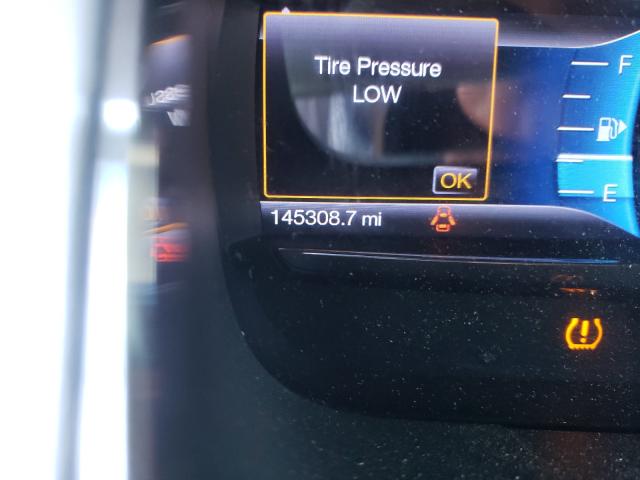 Tire Pressure
LOW
OK
F
E
145308.7 mi